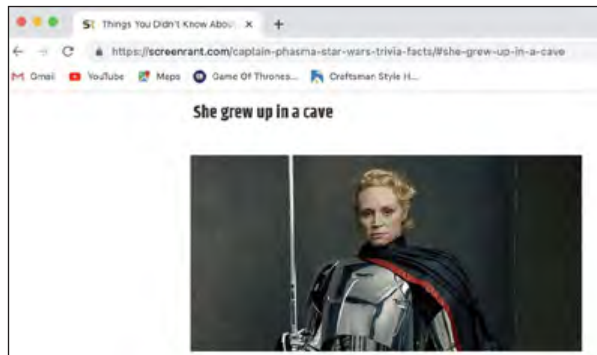 Things You Didn't Know Abou
https://screenrant.com/captain-phasma-star-wars-trivia-facts/#she-grew-up-in-a-cave
Gmail YouTube Maps Game Of Thrones... Craftsman Style H...
She grew up in a cave